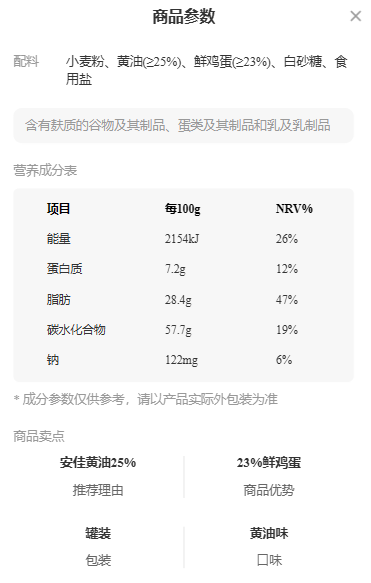 商品参数
配料 小麦粉、黄油(≥25%)、鲜鸡蛋(≥23%)、白砂糖、食
用盐
含有麸质的谷物及其制品、蛋类及其制品和乳及乳制品
营养成分表
项目 每100g NRV%
能量 2154kJ 26%
蛋白质 7.2g 12%
脂肪 28.4g 47%
碳水化合物 57.7g 19%
钠 122mg 6%
* 成分参数仅供参考，请以产品实际外包装为准
商品卖点
安佳黄油25% 23%鲜鸡蛋
推荐理由 商品优势
罐装 黄油味
包装 口味